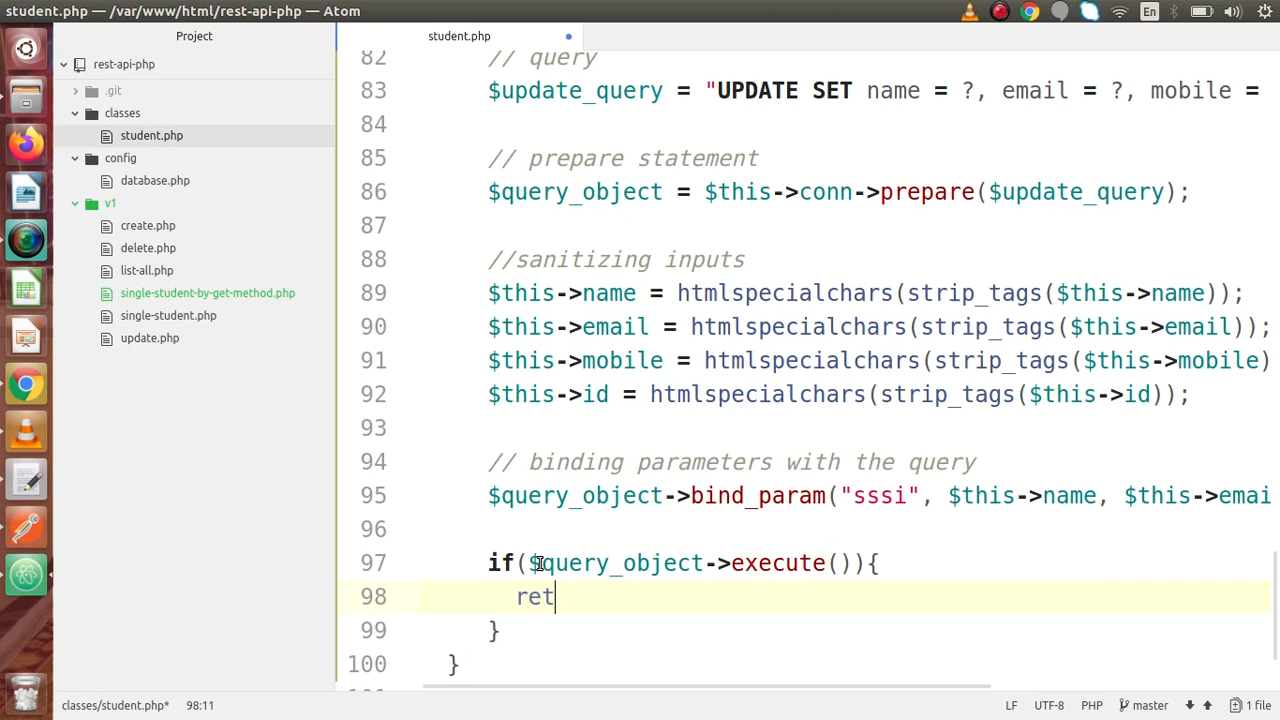 student.php — /var/www/html/rest-api-php — Atom
En
Project
student.php
rest-api-php
.git
classes
student.php
config
database.php
v1
create.php
delete.php
list-all.php
single-student-by-get-method.php
single-student.php
update.php
82 // query
83 $update_query = "UPDATE SET name = ?, email = ?, mobile =
84
85 // prepare statement
86 $query_object = $this->conn->prepare($update_query);
87
88 //sanitizing inputs
89 $this->name = htmlspecialchars(strip_tags($this->name));
90 $this->email = htmlspecialchars(strip_tags($this->email));
91 $this->mobile = htmlspecialchars(strip_tags($this->mobile)
92 $this->id = htmlspecialchars(strip_tags($this->id));
93
94 // binding parameters with the query
95 $query_object->bind_param("sssi", $this->name, $this->emai
96
97 if($query_object->execute()){
98 ret
99 }
100 }
classes/student.php* 98:11 LF UTF-8 PHP master 1 file